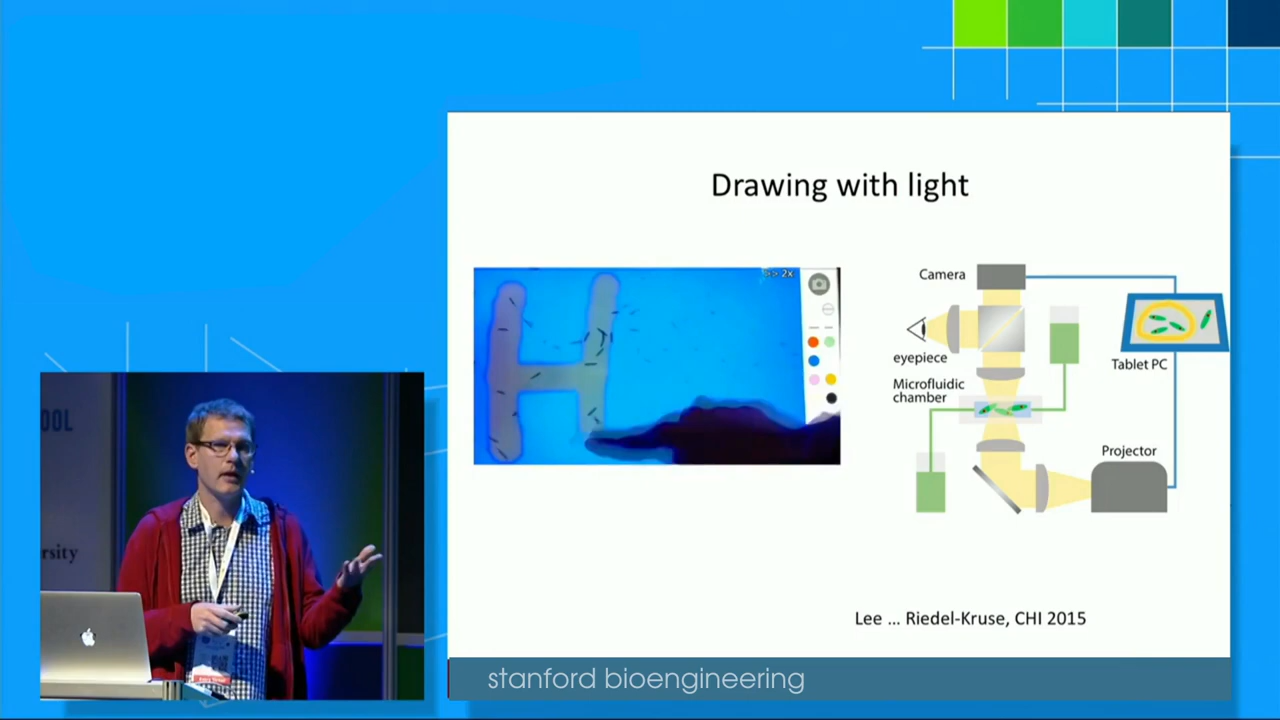 Drawing with light
>> 2x
Camera
eyepiece
Microfluidic
chamber
Tablet PC
Projector
Lee ... Riedel-Kruse, CHI 2015
stanford bioengineering
OOL
rsity